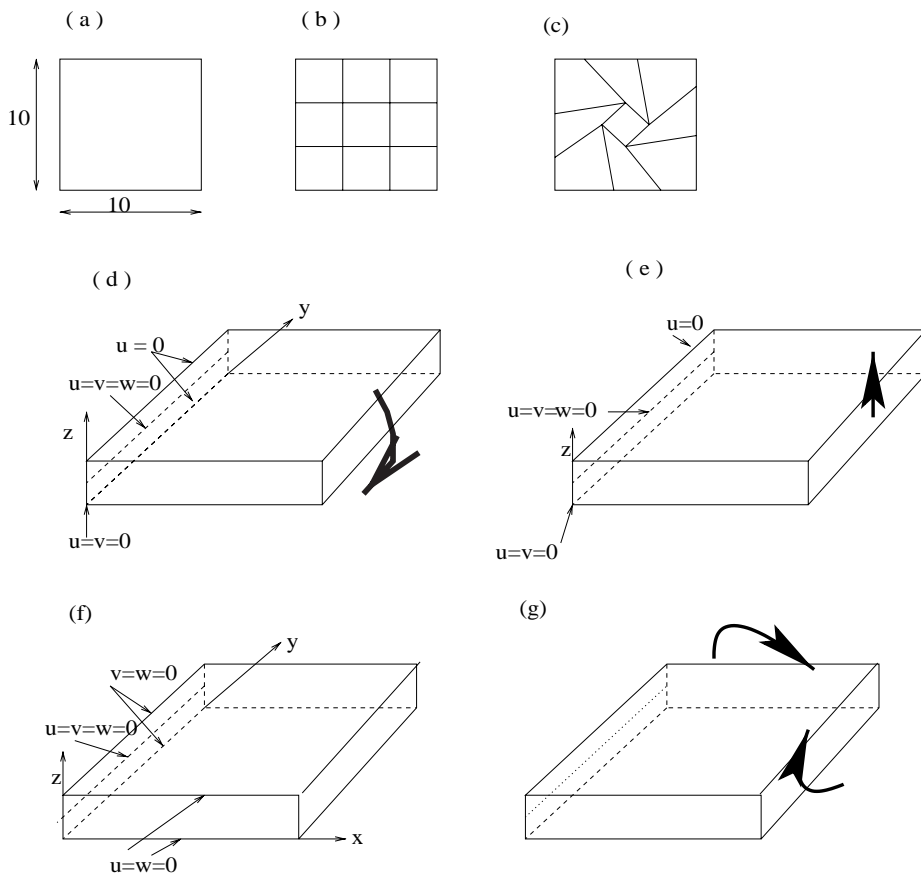 ( a )
( b )
(c)
10
10
( d )
( e )
y
u = 0
u=v=w=0
z
u=v=0
u=0
u=v=w=0
z
u=v=0
(f)
(g)
y
v=w=0
u=v=w=0
z
x
u=w=0